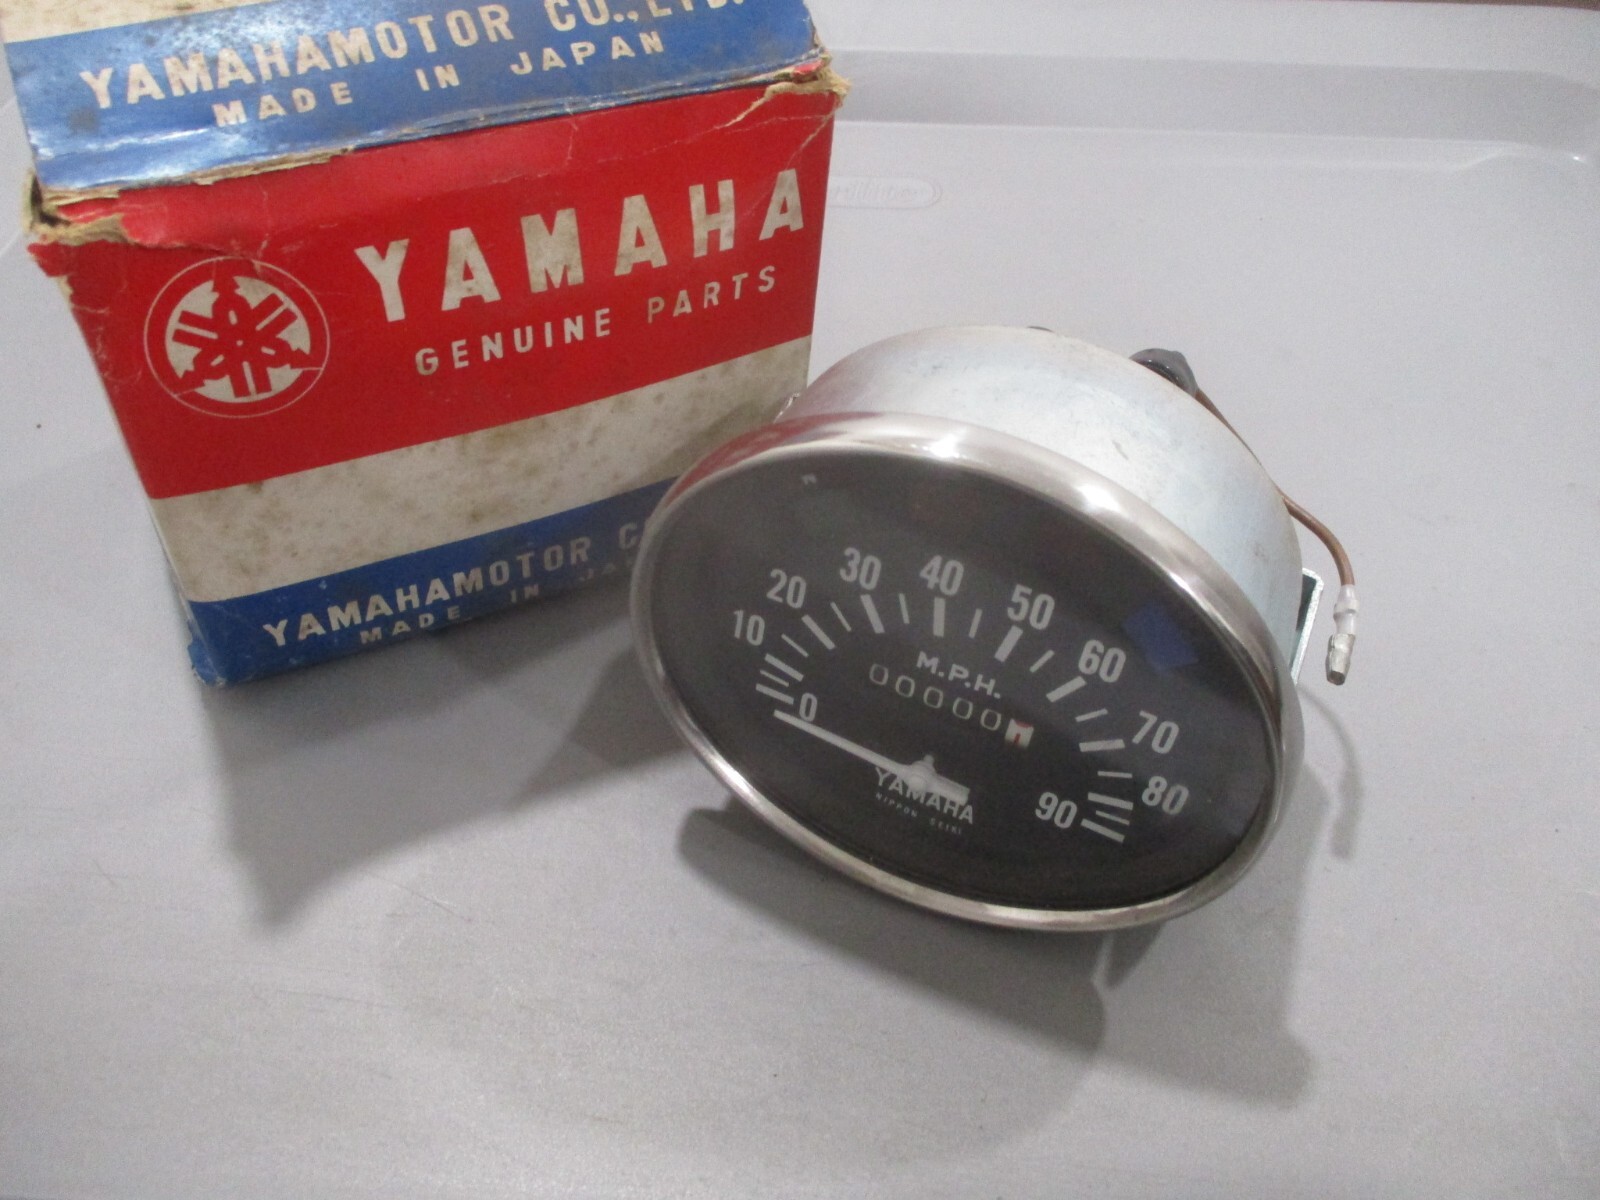 YAMAHAMOTOR CO.,LTD.
MADE IN JAPAN
YAMAHA
GENUINE PARTS
YAMAHAMOTOR
MADE IN
10 20 30 40 50 60 70 80 90
0
M.P.H.
00000
YAMAHA
NIPPON SEIKI